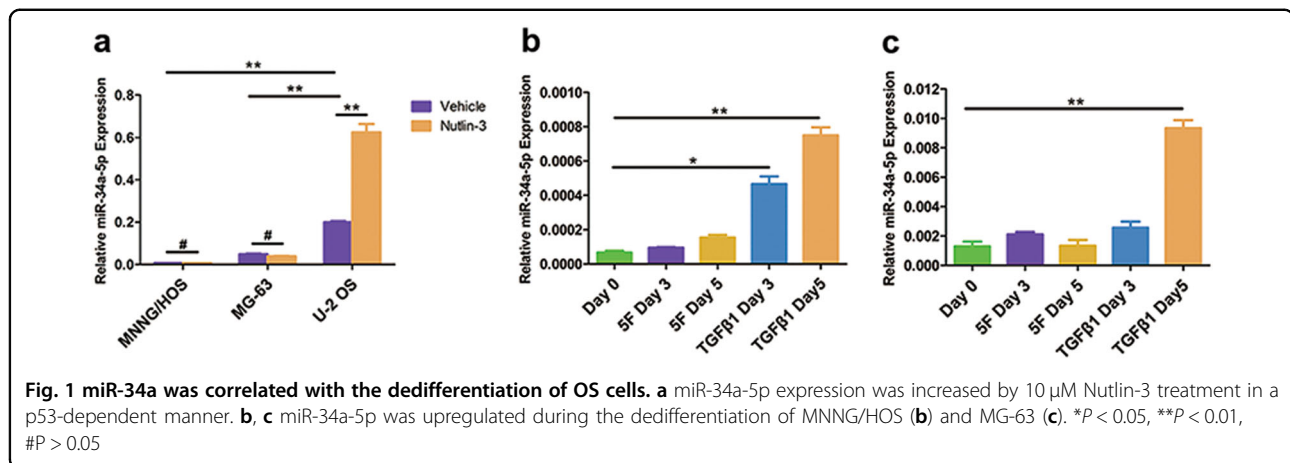 a
Relative miR-34a-5p Expression
0.8
0.6
0.4
0.2
0.0
**
**
**
#
#
Vehicle
Nutlin-3
MNNG/HOS
MG-63
U-2 OS
b
Relative miR-34a-5p Expression
0.0010
0.0008
0.0006
0.0004
0.0002
0.0000
**
*
Day 0
5F Day 3
5F Day 5
TGFβ1 Day 3
TGFβ1 Day5
c
Relative miR-34a-5p Expression
0.012
0.010
0.008
0.006
0.004
0.002
0.000
**
Day 0
5F Day 3
5F Day 5
TGFβ1 Day 3
TGFβ1 Day5
Fig. 1 miR-34a was correlated with the dedifferentiation of OS cells. a miR-34a-5p expression was increased by 10 µM Nutlin-3 treatment in a
p53-dependent manner. b, c miR-34a-5p was upregulated during the dedifferentiation of MNNG/HOS (b) and MG-63 (c). *P < 0.05, **P < 0.01,
#P > 0.05